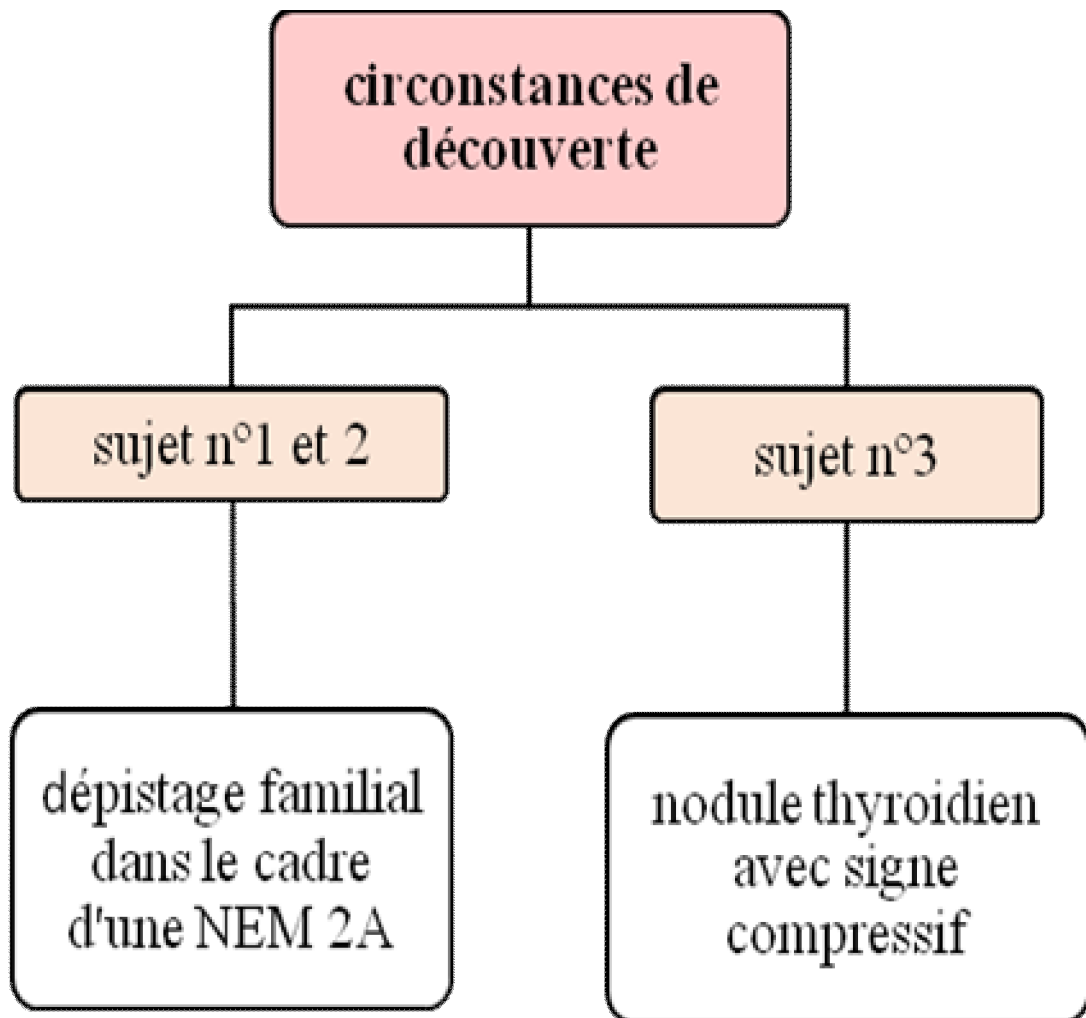 circonstances de
découverte
sujet n°1 et 2
sujet n°3
dépistage familial
dans le cadre
d'une NEM 2A
nodule thyroidien
avec signe
compressif